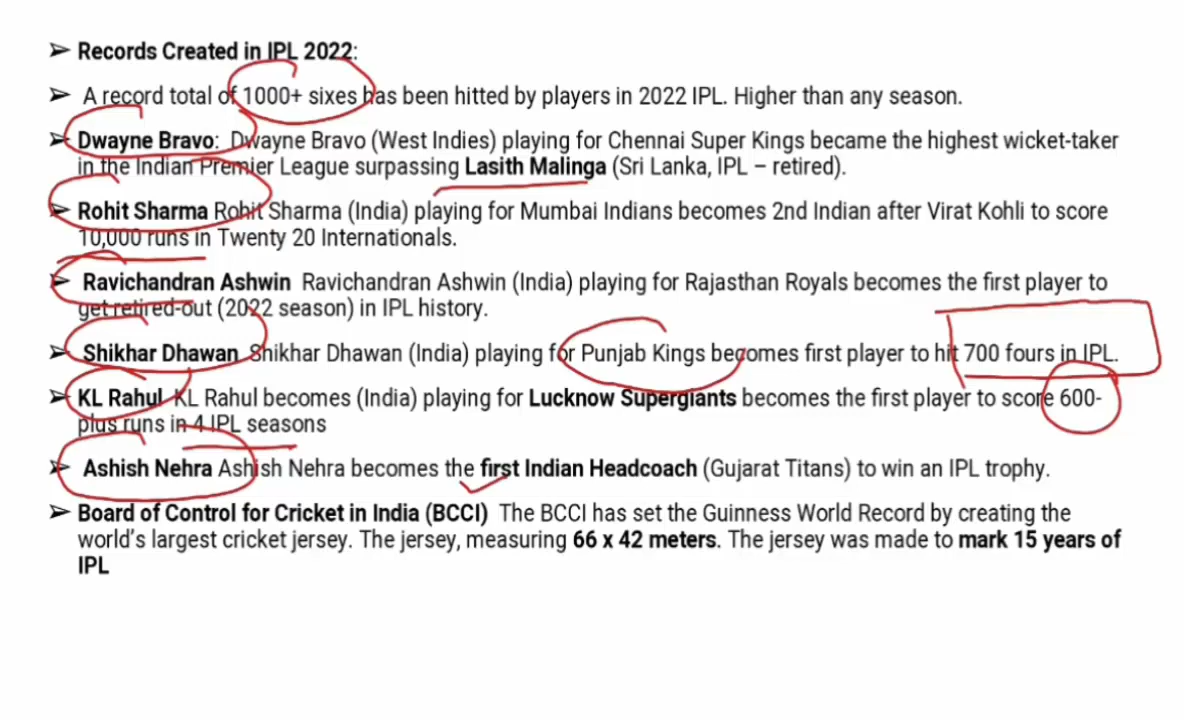 ➢ Records Created in IPL 2022:
➢ A record total of 1000+ sixes has been hitted by players in 2022 IPL. Higher than any season.
➢ Dwayne Bravo: Dwayne Bravo (West Indies) playing for Chennai Super Kings became the highest wicket-taker
in the Indian Premier League surpassing Lasith Malinga (Sri Lanka, IPL – retired).
➢ Rohit Sharma Rohit Sharma (India) playing for Mumbai Indians becomes 2nd Indian after Virat Kohli to score
10,000 runs in Twenty 20 Internationals.
➢ Ravichandran Ashwin Ravichandran Ashwin (India) playing for Rajasthan Royals becomes the first player to
get retired-out (2022 season) in IPL history.
➢ Shikhar Dhawan Shikhar Dhawan (India) playing for Punjab Kings becomes first player to hit 700 fours in IPL.
➢ KL Rahul KL Rahul becomes (India) playing for Lucknow Supergiants becomes the first player to score 600-
plus runs in 4 IPL seasons
➢ Ashish Nehra Ashish Nehra becomes the first Indian Headcoach (Gujarat Titans) to win an IPL trophy.
➢ Board of Control for Cricket in India (BCCI) The BCCI has set the Guinness World Record by creating the
world's largest cricket jersey. The jersey, measuring 66 x 42 meters. The jersey was made to mark 15 years of
IPL